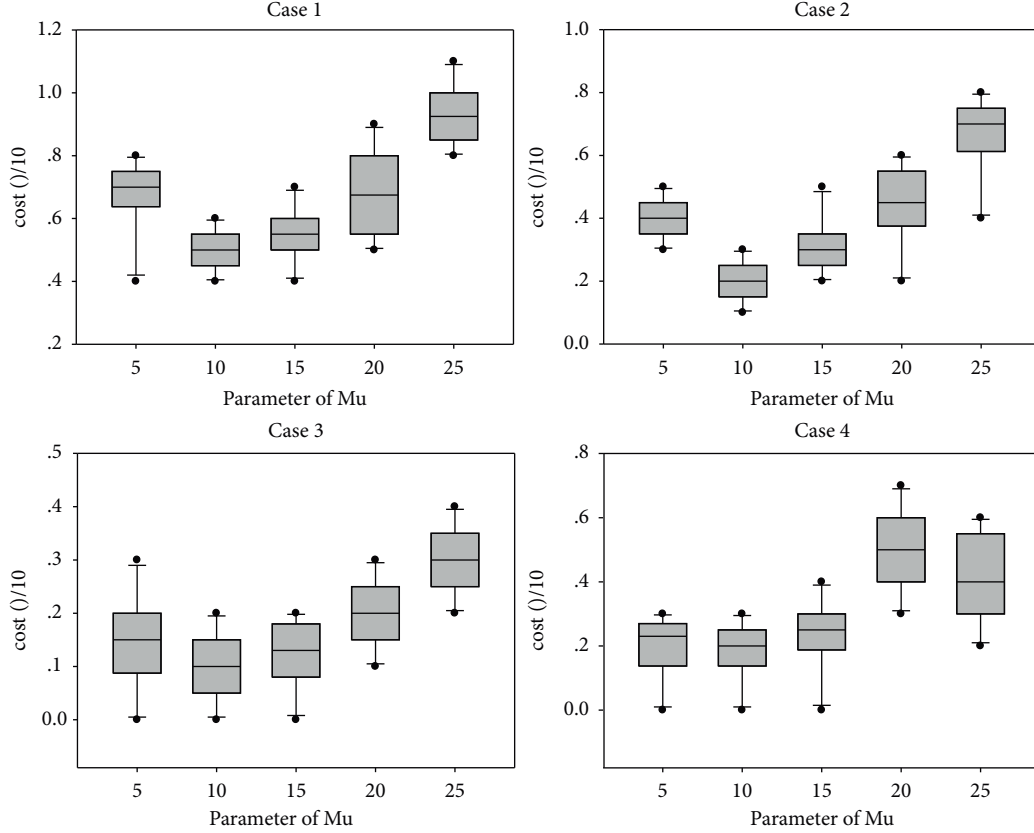 Case 1
1.2
1.0
.8
.6
.4
.2
cost ()/10
5 10 15 20 25
Parameter of Mu
Case 2
1.0
.8
.6
.4
.2
0.0
cost ()/10
5 10 15 20 25
Parameter of Mu
Case 3
.5
.4
.3
.2
.1
0.0
cost ()/10
5 10 15 20 25
Parameter of Mu
Case 4
.8
.6
.4
.2
0.0
cost ()/10
5 10 15 20 25
Parameter of Mu